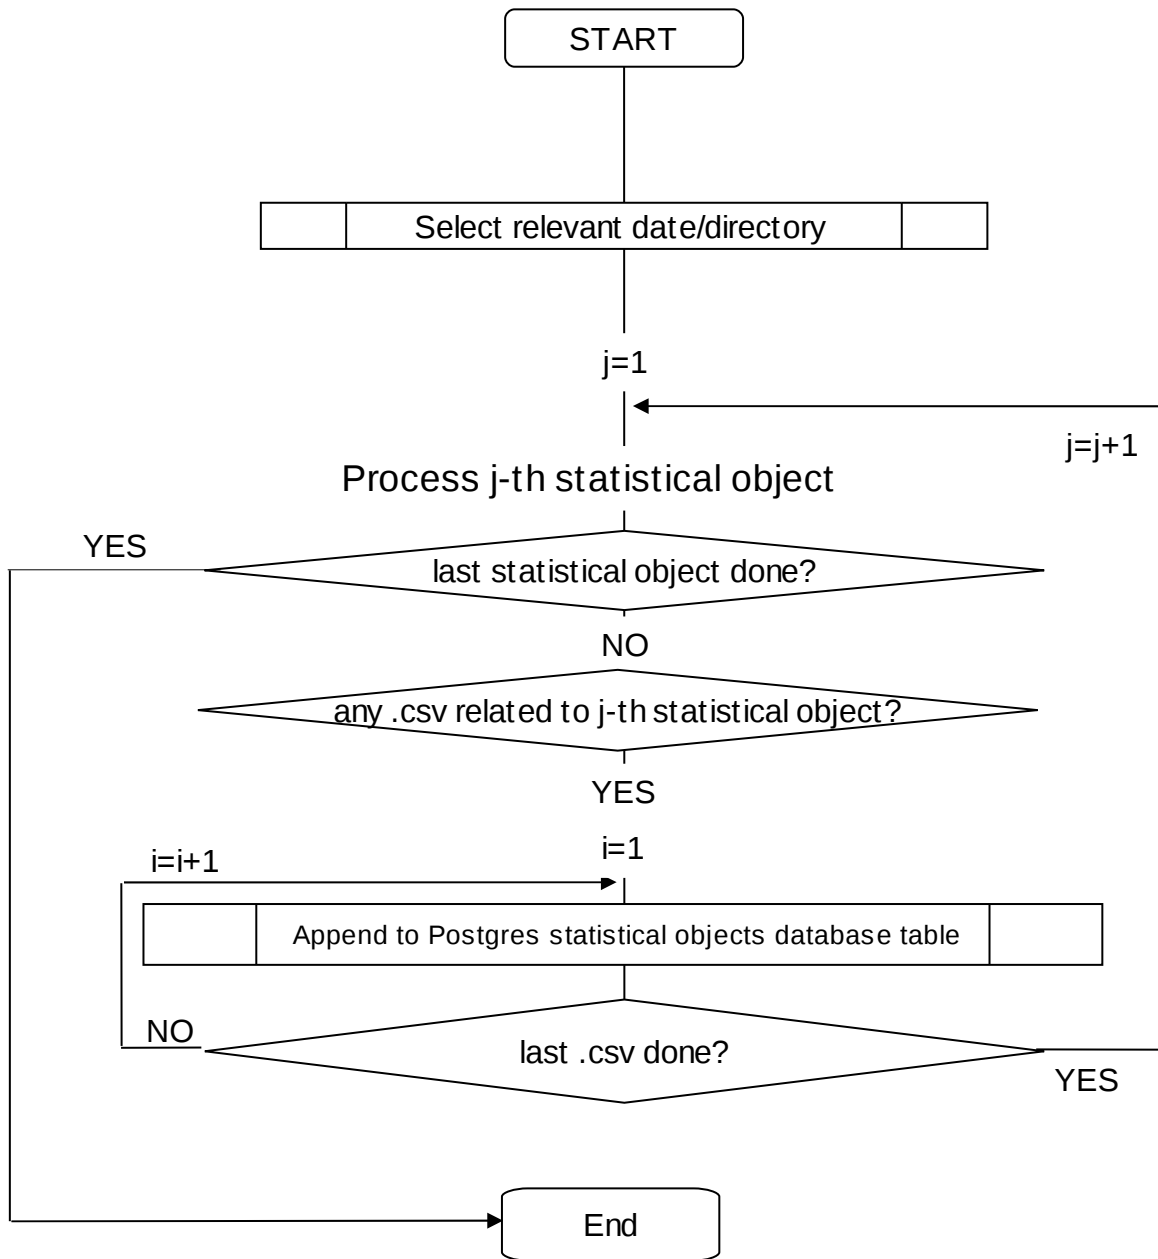 START
Select relevant date/directory
j=1
j=j+1
Process j-th statistical object
YES
last statistical object done?
NO
any .csv related to j-th statistical object?
YES
i=1
i=i+1
Append to Postgres statistical objects database table
NO
last .csv done?
YES
End